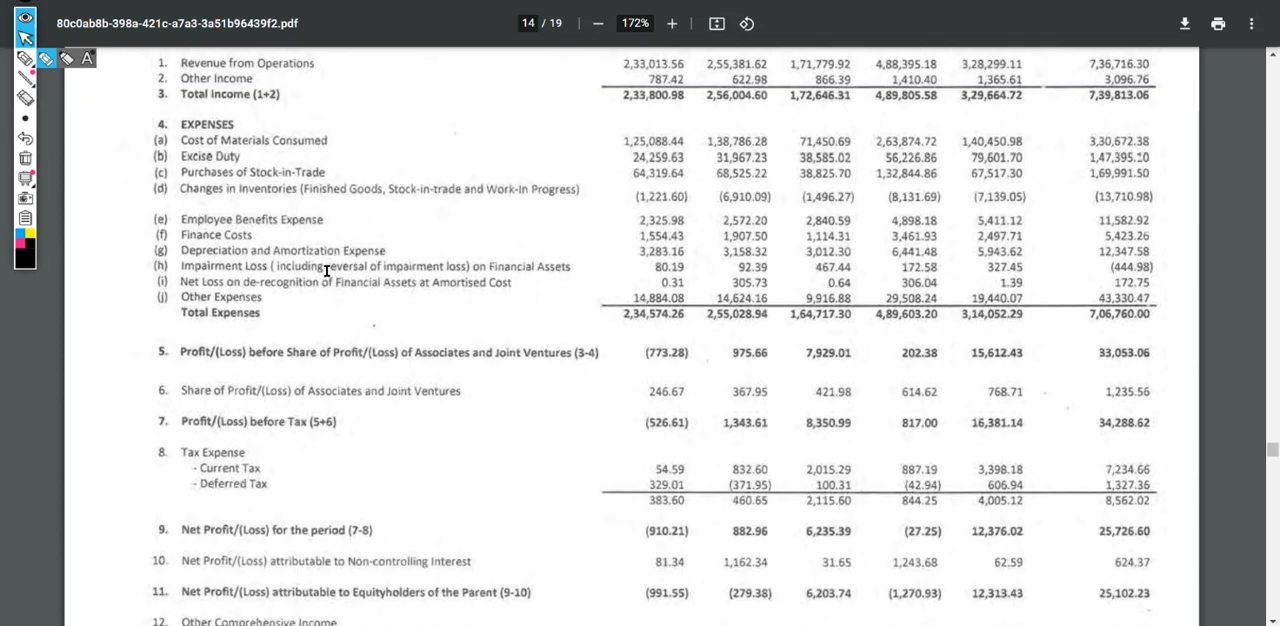 80c0ab8b-398a-421c-a7a3-3a51b96439f2.pdf 14 / 19 172%
A
1. Revenue from Operations 2,33,013.56 2,55,381.62 1,71,779.92 4,88,395.18 3,28,299.11 7,36,716.30
2. Other Income 787.42 622.98 866.39 1,410.40 1,365.61 3,096.76
3. Total Income (1+2) 2,33,800.98 2,56,004.60 1,72,646.31 4,89,805.58 3,29,664.72 7,39,813.06
4. EXPENSES
(a) Cost of Materials Consumed 1,25,088.44 1,38,786.28 71,450.69 2,63,874.72 1,40,450.98 3,30,672.38
(b) Excise Duty 24,259.63 31,967.23 38,585.02 56,226.86 79,601.70 1,47,395.10
(c) Purchases of Stock-in-Trade 64,319.64 68,525.22 38,825.70 1,32,844.86 67,517.30 1,69,991.50
(d) Changes in Inventories (Finished Goods, Stock-in-trade and Work-In Progress) (1,221.60) (6,910.09) (1,496.27) (8,131.69) (7,139.05) (13,710.98)
(e) Employee Benefits Expense 2,325.98 2,572.20 2,840.59 4,898.18 5,411.12 11,582.92
(f) Finance Costs 1,554.43 1,907.50 1,114.31 3,461.93 2,497.71 5,423.26
(g) Depreciation and Amortization Expense 3,283.16 3,158.32 3,012.30 6,441.48 5,943.62 12,347.58
(h) Impairment Loss ( including reversal of impairment loss) on Financial Assets 80.19 92.39 467.44 172.58 327.45 (444.98)
(i) Net Loss on de-recognition of Financial Assets at Amortised Cost 0.31 305.73 0.64 306.04 1.39 172.75
(j) Other Expenses 14,884.08 14,624.16 9,916.88 29,508.24 19,440.07 43,330.47
Total Expenses 2,34,574.26 2,55,028.94 1,64,717.30 4,89,603.20 3,14,052.29 7,06,760.00
5. Profit/(Loss) before Share of Profit/(Loss) of Associates and Joint Ventures (3-4) (773.28) 975.66 7,929.01 202.38 15,612.43 33,053.06
6. Share of Profit/(Loss) of Associates and Joint Ventures 246.67 367.95 421.98 614.62 768.71 1,235.56
7. Profit/(Loss) before Tax (5+6) (526.61) 1,343.61 8,350.99 817.00 16,381.14 34,288.62
8. Tax Expense
- Current Tax 54.59 832.60 2,015.29 887.19 3,398.18 7,234.66
- Deferred Tax 329.01 (371.95) 100.31 (42.94) 606.94 1,327.36
383.60 460.65 2,115.60 844.25 4,005.12 8,562.02
9. Net Profit/(Loss) for the period (7-8) (910.21) 882.96 6,235.39 (27.25) 12,376.02 25,726.60
10. Net Profit/(Loss) attributable to Non-controlling Interest 81.34 1,162.34 31.65 1,243.68 62.59 624.37
11. Net Profit/(Loss) attributable to Equityholders of the Parent (9-10) (991.55) (279.38) 6,203.74 (1,270.93) 12,313.43 25,102.23
12. Other Comprehensive Income